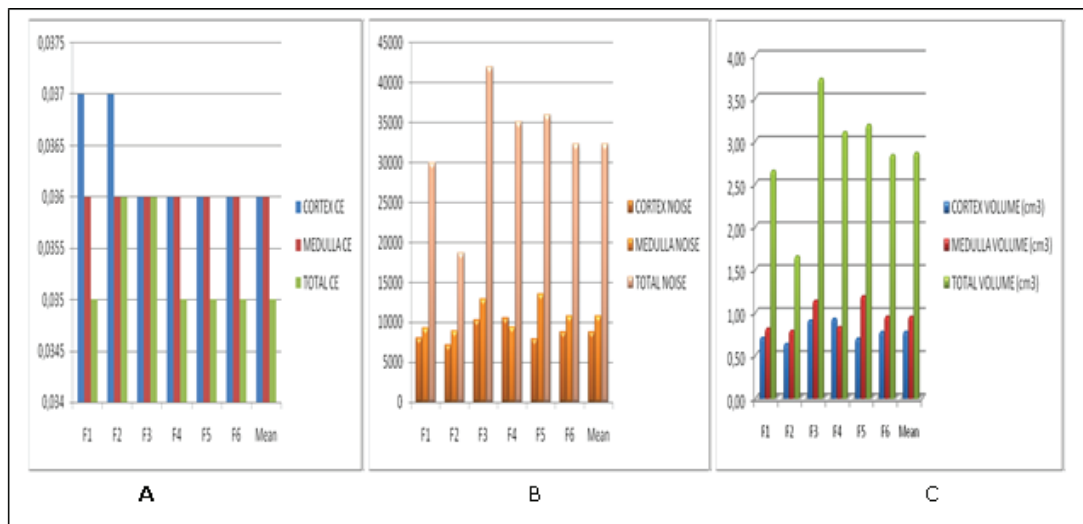 0,0375
0,037
0,0365
0,036
0,0355
0,035
0,0345
0,034
F1 F2 F3 F4 F5 F6 Mean
CORTEX CE
MEDULLA CE
TOTAL CE
A
45000
40000
35000
30000
25000
20000
15000
10000
5000
0
F1 F2 F3 F4 F5 F6 Mean
CORTEX NOISE
MEDULLA NOISE
TOTAL NOISE
B
4,00
3,50
3,00
2,50
2,00
1,50
1,00
0,50
0,00
F1 F2 F3 F4 F5 F6 Mean
CORTEX VOLUME (cm3)
MEDULLA VOLUME (cm3)
TOTAL VOLUME (cm3)
C